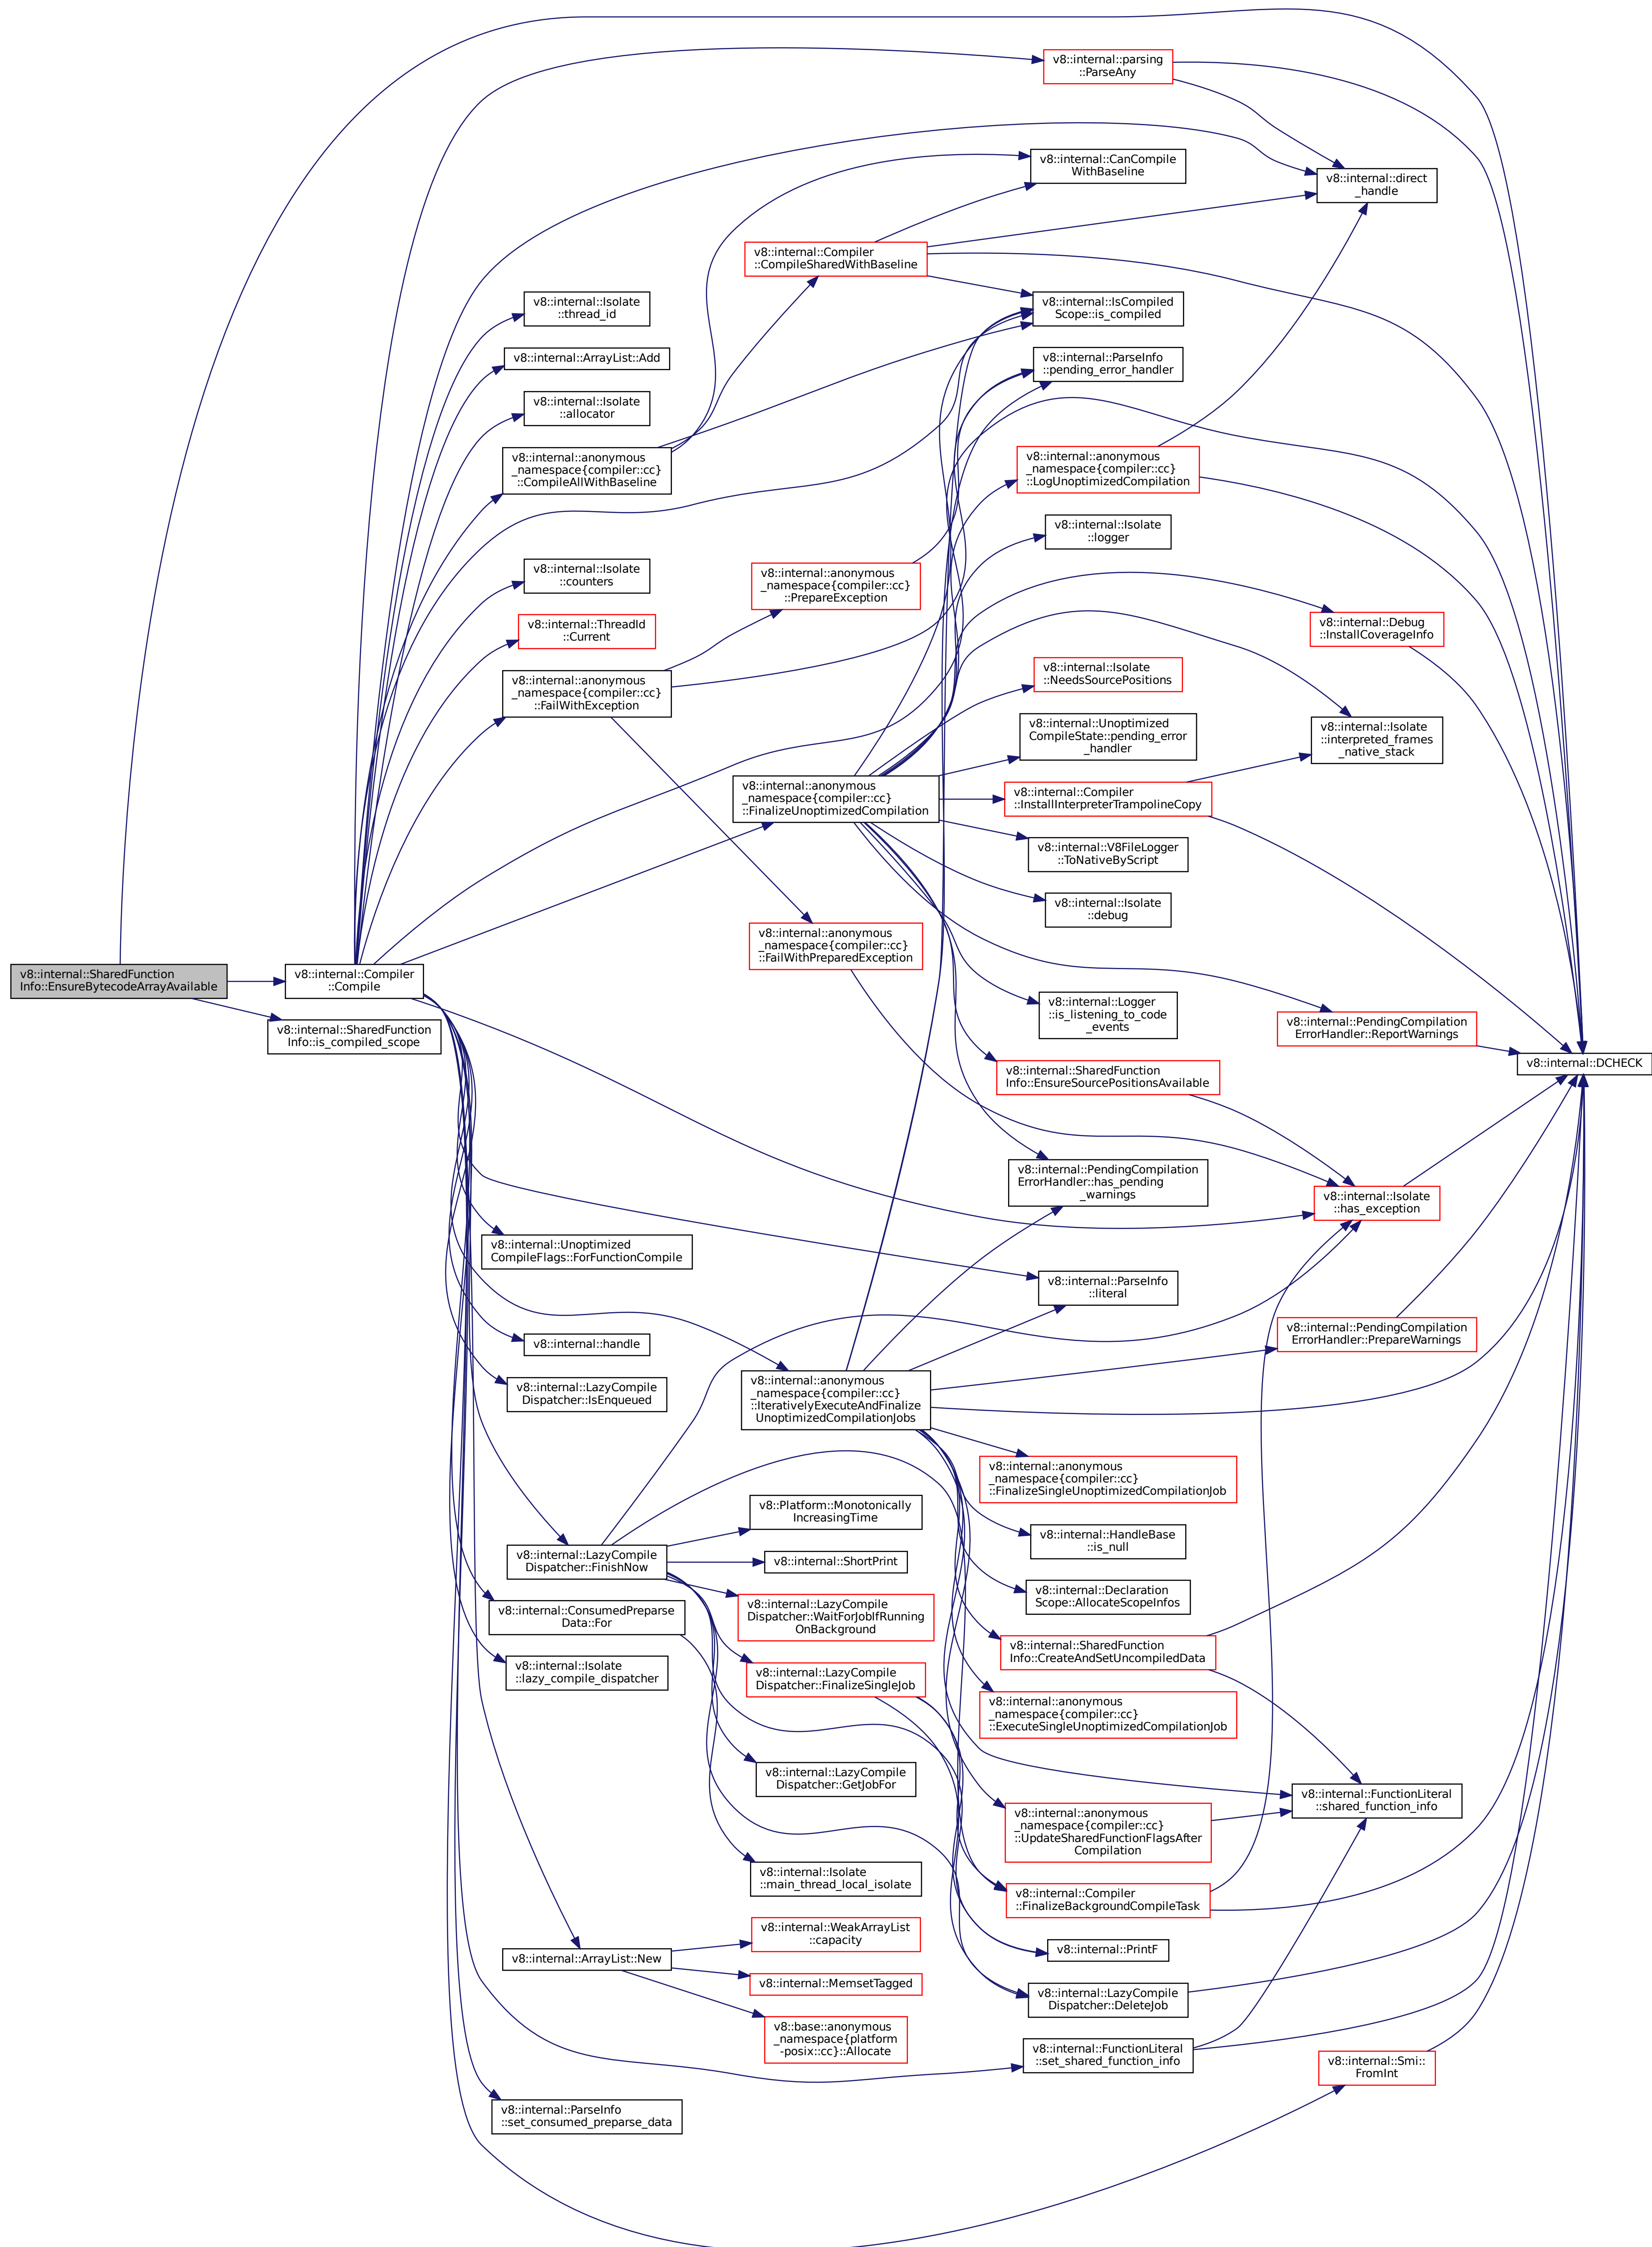 v8::internal::SharedFunction
Info::EnsureBytecodeArrayAvailable
v8::internal::Compiler
::Compile
v8::internal::SharedFunction
Info::is_compiled_scope
v8::internal::Isolate
::thread_id
v8::internal::ArrayList::Add
v8::internal::Isolate
::allocator
v8::internal::anonymous
_namespace{compiler::cc}
::CompileAllWithBaseline
v8::internal::Isolate
::counters
v8::internal::ThreadId
::Current
v8::internal::anonymous
_namespace{compiler::cc}
::FailWithException
v8::internal::Unoptimized
CompileFlags::ForFunctionCompile
v8::internal::handle
v8::internal::LazyCompile
Dispatcher::IsEnqueued
v8::internal::LazyCompile
Dispatcher::FinishNow
v8::internal::ConsumedPreparse
Data::For
v8::internal::Isolate
::lazy_compile_dispatcher
v8::internal::ArrayList::New
v8::internal::ParseInfo
::set_consumed_preparse_data
v8::internal::Compiler
::CompileSharedWithBaseline
v8::internal::anonymous
_namespace{compiler::cc}
::PrepareException
v8::internal::anonymous
_namespace{compiler::cc}
::FinalizeUnoptimizedCompilation
v8::internal::anonymous
_namespace{compiler::cc}
::FailWithPreparedException
v8::internal::anonymous
_namespace{compiler::cc}
::IterativelyExecuteAndFinalize
UnoptimizedCompilationJobs
v8::Platform::Monotonically
IncreasingTime
v8::internal::ShortPrint
v8::internal::LazyCompile
Dispatcher::WaitForJobIfRunning
OnBackground
v8::internal::LazyCompile
Dispatcher::FinalizeSingleJob
v8::internal::LazyCompile
Dispatcher::GetJobFor
v8::internal::Isolate
::main_thread_local_isolate
v8::internal::WeakArrayList
::capacity
v8::internal::MemsetTagged
v8::base::anonymous
_namespace{platform
-posix::cc}::Allocate
v8::internal::parsing
::ParseAny
v8::internal::CanCompile
WithBaseline
v8::internal::IsCompiled
Scope::is_compiled
v8::internal::ParseInfo
::pending_error_handler
v8::internal::anonymous
_namespace{compiler::cc}
::LogUnoptimizedCompilation
v8::internal::Isolate
::logger
v8::internal::Isolate
::NeedsSourcePositions
v8::internal::Unoptimized
CompileState::pending_error
_handler
v8::internal::Compiler
::InstallInterpreterTrampolineCopy
v8::internal::V8FileLogger
::ToNativeByScript
v8::internal::Isolate
::debug
v8::internal::Logger
::is_listening_to_code
_events
v8::internal::SharedFunction
Info::EnsureSourcePositionsAvailable
v8::internal::PendingCompilation
ErrorHandler::has_pending
_warnings
v8::internal::ParseInfo
::literal
v8::internal::anonymous
_namespace{compiler::cc}
::FinalizeSingleUnoptimizedCompilationJob
v8::internal::HandleBase
::is_null
v8::internal::Declaration
Scope::AllocateScopeInfos
v8::internal::SharedFunction
Info::CreateAndSetUncompiledData
v8::internal::anonymous
_namespace{compiler::cc}
::ExecuteSingleUnoptimizedCompilationJob
v8::internal::anonymous
_namespace{compiler::cc}
::UpdateSharedFunctionFlagsAfter
Compilation
v8::internal::Compiler
::FinalizeBackgroundCompileTask
v8::internal::PrintF
v8::internal::LazyCompile
Dispatcher::DeleteJob
v8::internal::FunctionLiteral
::set_shared_function_info
v8::internal::direct
_handle
v8::internal::Debug
::InstallCoverageInfo
v8::internal::Isolate
::interpreted_frames
_native_stack
v8::internal::PendingCompilation
ErrorHandler::ReportWarnings
v8::internal::Isolate
::has_exception
v8::internal::PendingCompilation
ErrorHandler::PrepareWarnings
v8::internal::FunctionLiteral
::shared_function_info
v8::internal::Smi::
FromInt
v8::internal::DCHECK